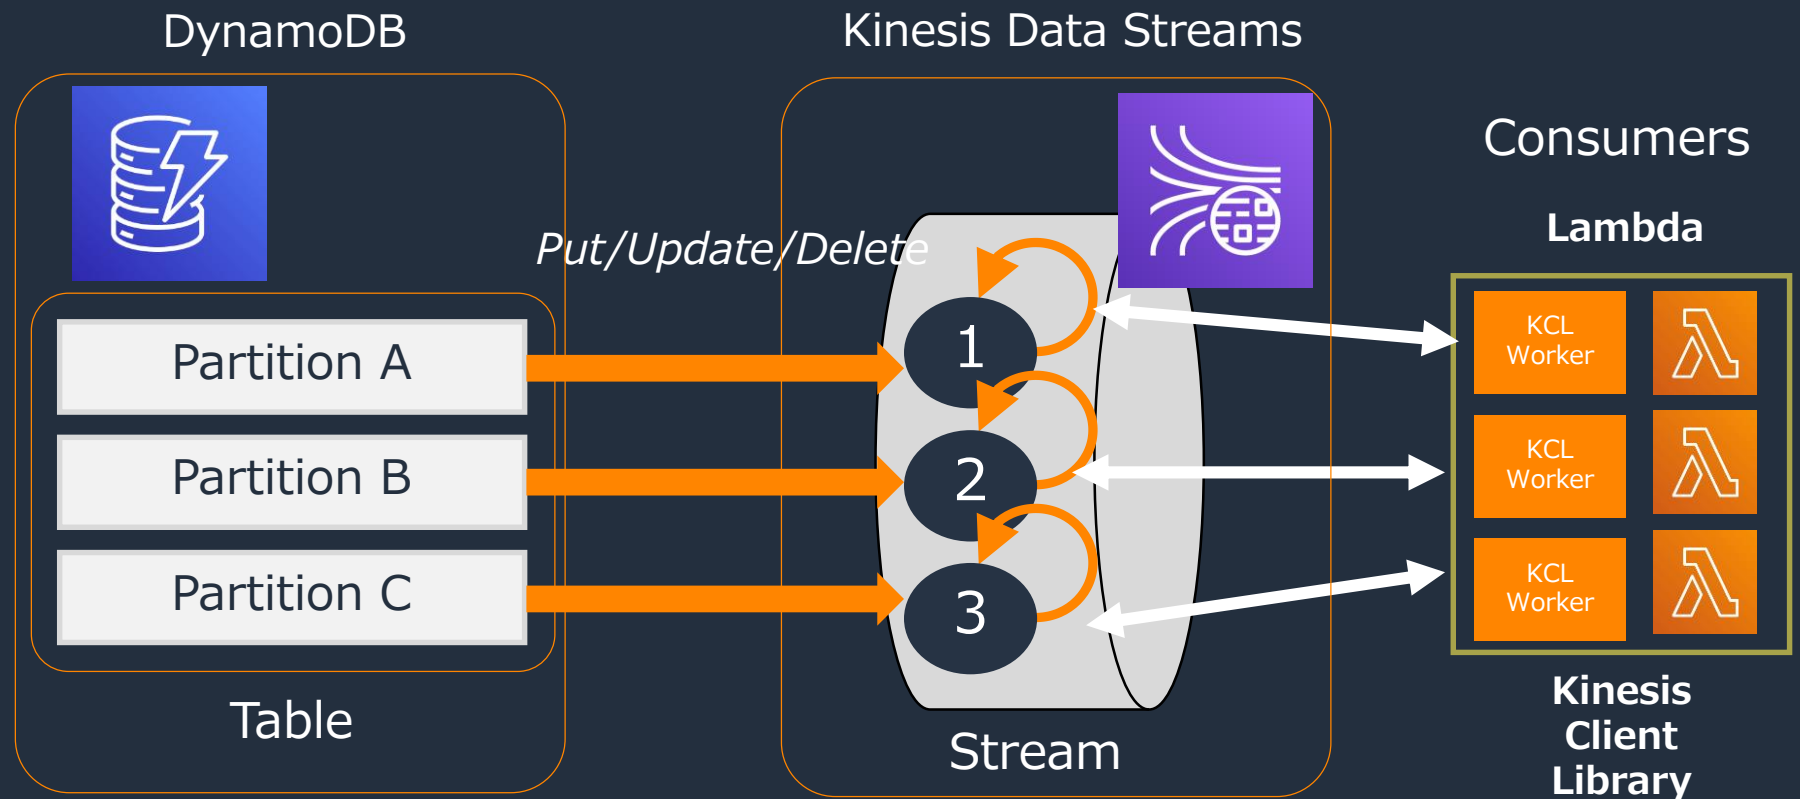 DynamoDB
Kinesis Data Streams
Consumers
Lambda
Put/Update/Delete
Partition A
Partition B
Partition C
Table
1
2
3
Stream
KCL
Worker
KCL
Worker
KCL
Worker
Kinesis
Client
Library